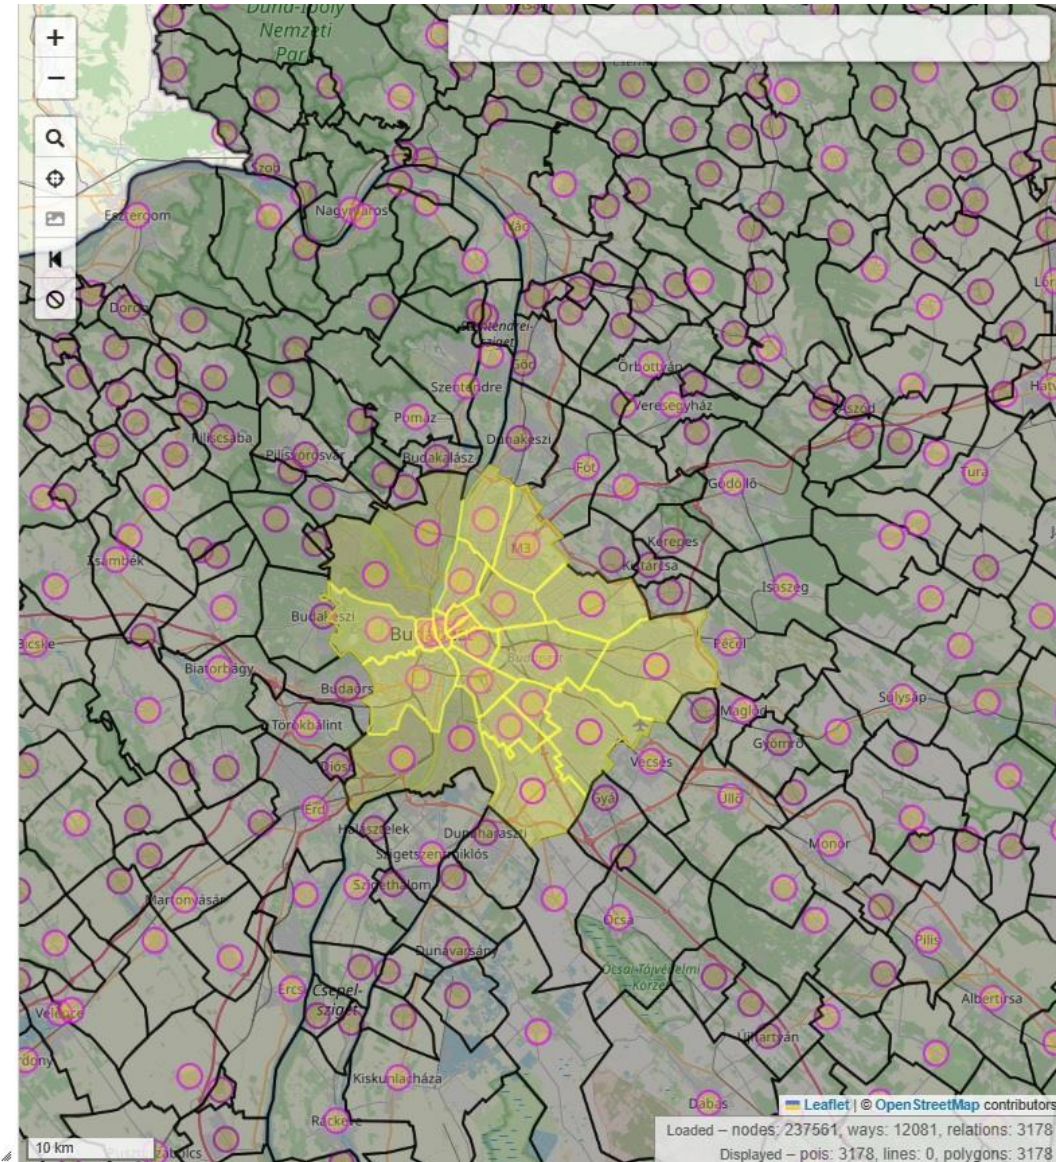 Duna-Ipoly
Nemzeti
Park
+
−
Szob
Esztergom
Nagymaros
Vác
Dorog
Szentendrei-
sziget
Göd
Őrbottyán
Szentendre
Veresegyház
Aszód
Pomáz
Piliscsaba
Pilisvörösvár
Budakalász
Dunakeszi
Fót
Gödöllő
Tura
M3
Kerepes
Kistarcsa
Zsámbék
Isaszeg
Budakeszi
Budapest
Pécel
Biatorbágy
Budaörs
Sülysáp
Törökbálint
Maglód
Gyömrő
Diósd
Vecsés
Érd
Gyál
Üllő
Halásztelek
Dunaharaszti
Szigetszentmiklós
Monor
Martonvásár
Szigethalom
Ócsa
Dunavarsány
Pilis
Ócsai Tájvédelmi
Körzet
Ercsi
Csepel-
sziget
Albertirsa
Velence
Újhartyán
Kiskunlacháza
Dabas
Ráckeve
Leaflet | © OpenStreetMap contributors
Loaded – nodes: 237561, ways: 12081, relations: 3178
Displayed – pois: 3178, lines: 0, polygons: 3178
10 km